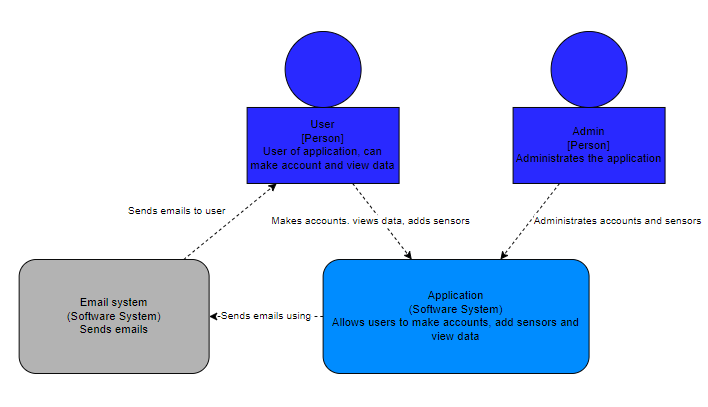 User
[Person]
User of application, can
make account and view data
Admin
[Person]
Administrates the application
Sends emails to user
Makes accounts. views data, adds sensors
Administrates accounts and sensors
Email system
(Software System)
Sends emails
Sends emails using
Application
(Software System)
Allows users to make accounts, add sensors and
view data